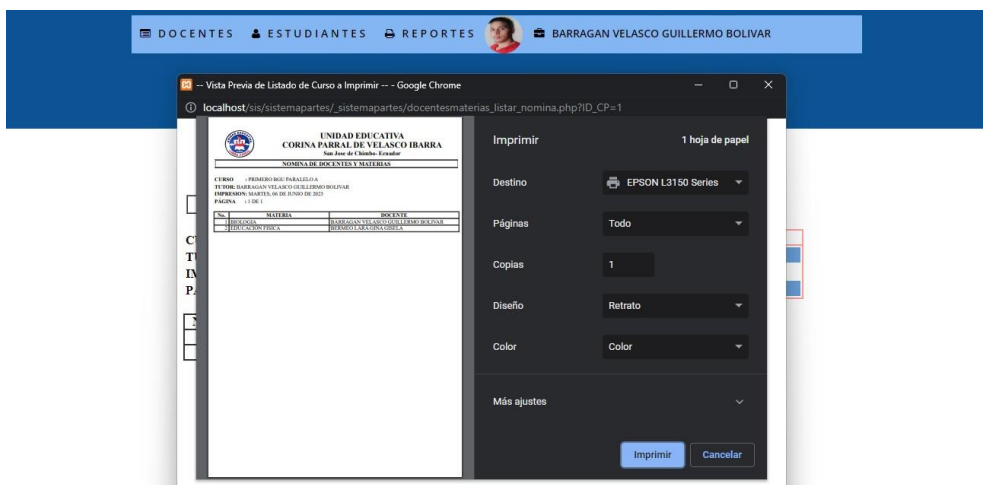 DOCENTES ESTUDIANTES REPORTES BARRAGAN VELASCO GUILLERMO BOLIVAR
-- Vista Previa de Listado de Curso a Imprimir -- - Google Chrome
localhost/sis/sistemapartes/_sistemapartes/docentesmaterias_listar_nomina.php?ID_CP=1
UNIDAD EDUCATIVA
CORINA PARRAL DE VELASCO IBARRA
San Jose de Chimbo- Ecuador
NOMINA DE DOCENTES Y MATERIAS
CURSO : PRIMERO BGU PARALELO A
TUTOR: BARRAGAN VELASCO GUILLERMO BOLIVAR
IMPRESION: MARTES, 06 DE JUNIO DE 2023
PÁGINA : 1 DE 1
No. MATERIA DOCENTE
1 BIOLOGIA BARRAGAN VELASCO GUILLERMO BOLIVAR
2 EDUCACIÓN FISICA BERMEO LARA GINA GISELA
Imprimir 1 hoja de papel
Destino EPSON L3150 Series
Páginas Todo
Copias 1
Diseño Retrato
Color Color
Más ajustes
Imprimir Cancelar